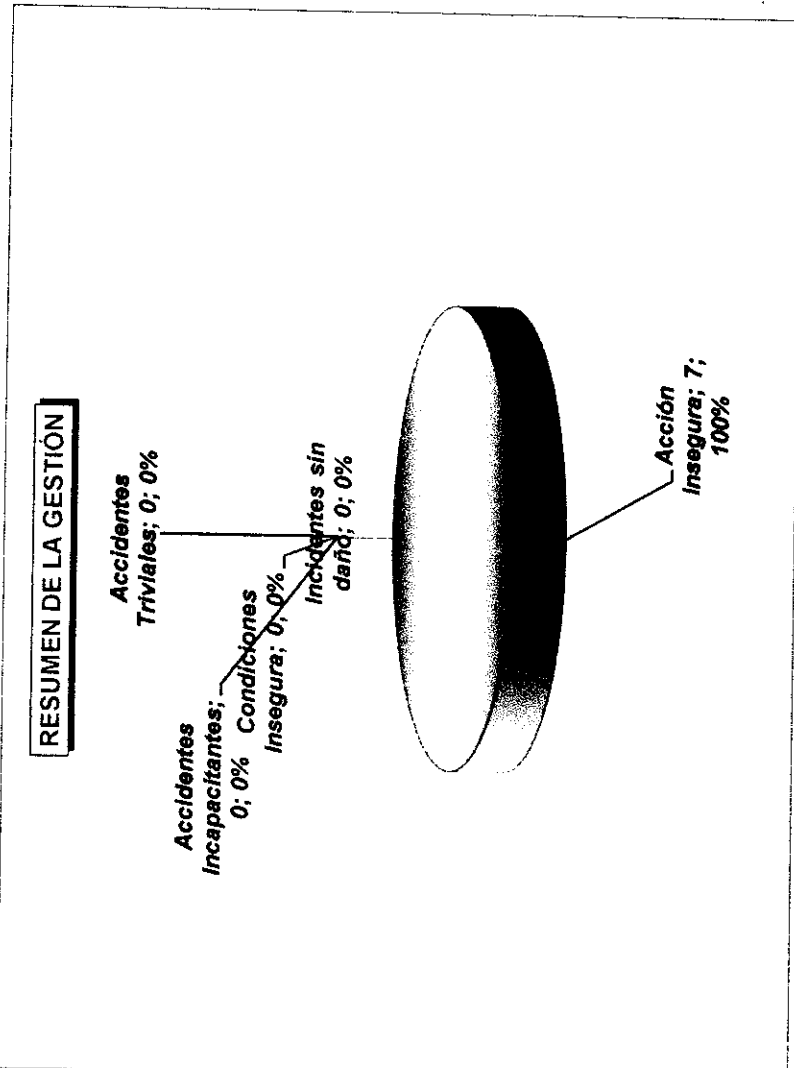 RESUMEN DE LA GESTIÓN
Accidentes
Triviales; 0; 0%
Accidentes
Incapacitantes;
0; 0%
Condiciones
Insegura; 0; 0%
Incidentes sin
daño; 0; 0%
Acción
Insegura; 7;
100%